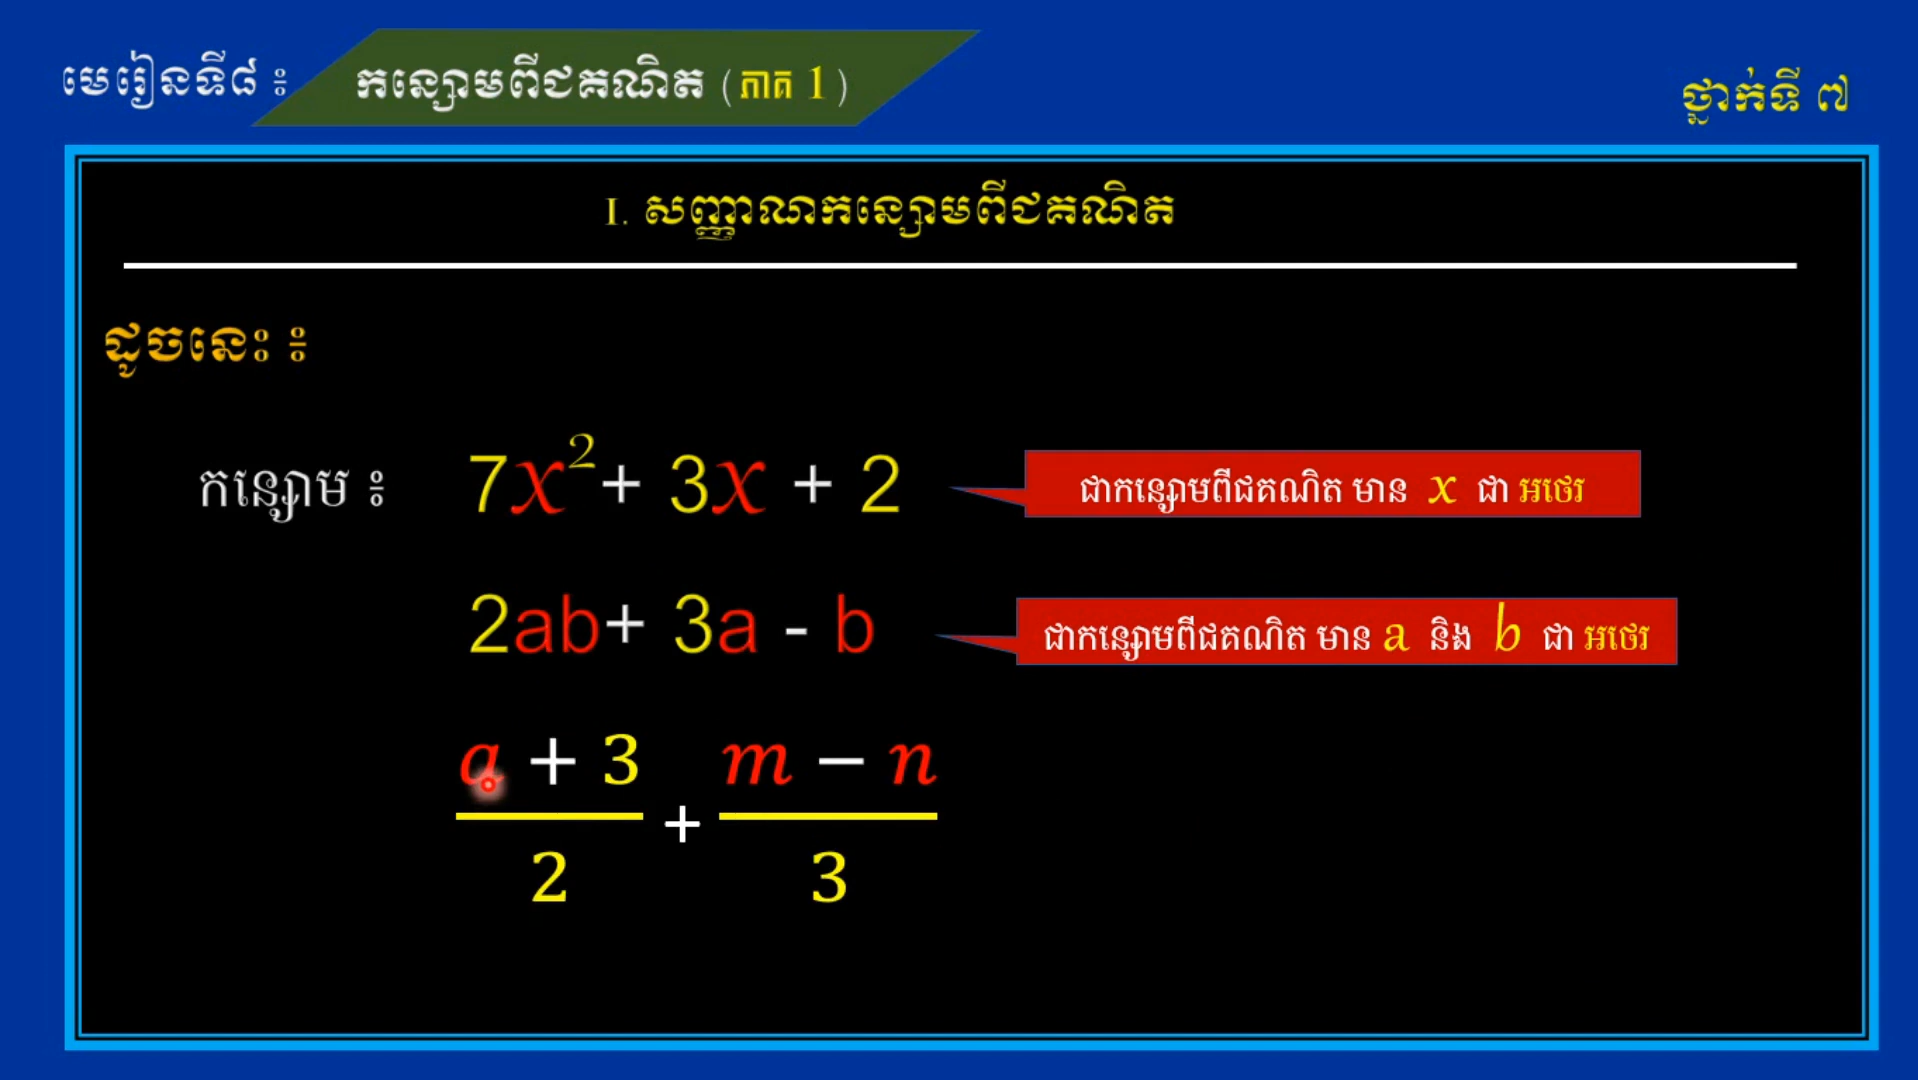 មេរៀនទី៨ ៖ កន្សោមពីជគណិត (ភាគ 1)
ថ្នាក់ទី ៧
I. សញ្ញាណកន្សោមពីជគណិត
ដូចនេះ ៖
កន្សោម ៖ 7x²+ 3x + 2
ជាកន្សោមពីជគណិត មាន x ជា អថេរ
2ab+ 3a - b
ជាកន្សោមពីជគណិត មាន a និង b ជា អថេរ
a + 3 m − n
+
2 3